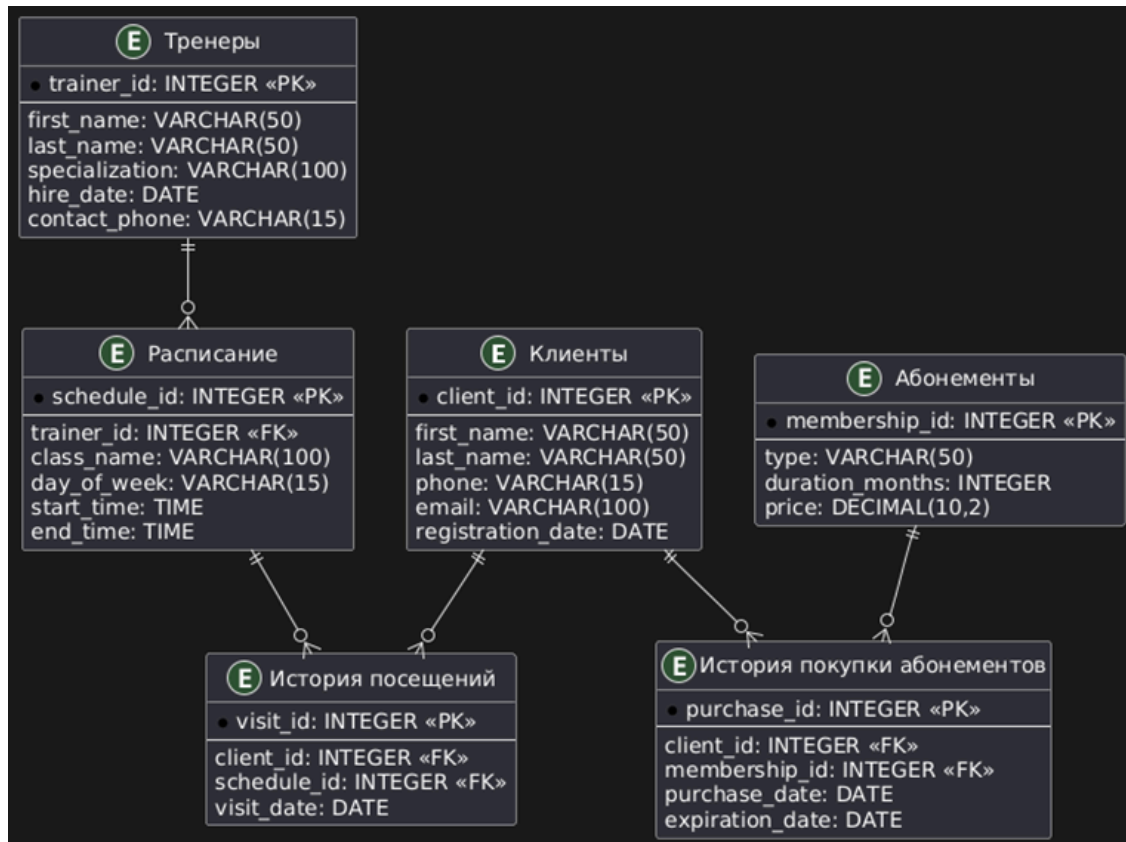 E Тренеры
trainer_id: INTEGER «PK»
first_name: VARCHAR(50)
last_name: VARCHAR(50)
specialization: VARCHAR(100)
hire_date: DATE
contact_phone: VARCHAR(15)
E Расписание
schedule_id: INTEGER «PK»
trainer_id: INTEGER «FK»
class_name: VARCHAR(100)
day_of_week: VARCHAR(15)
start_time: TIME
end_time: TIME
E Клиенты
client_id: INTEGER «PK»
first_name: VARCHAR(50)
last_name: VARCHAR(50)
phone: VARCHAR(15)
email: VARCHAR(100)
registration_date: DATE
E Абонементы
membership_id: INTEGER «PK»
type: VARCHAR(50)
duration_months: INTEGER
price: DECIMAL(10,2)
E История посещений
visit_id: INTEGER «PK»
client_id: INTEGER «FK»
schedule_id: INTEGER «FK»
visit_date: DATE
E История покупки абонементов
purchase_id: INTEGER «PK»
client_id: INTEGER «FK»
membership_id: INTEGER «FK»
purchase_date: DATE
expiration_date: DATE